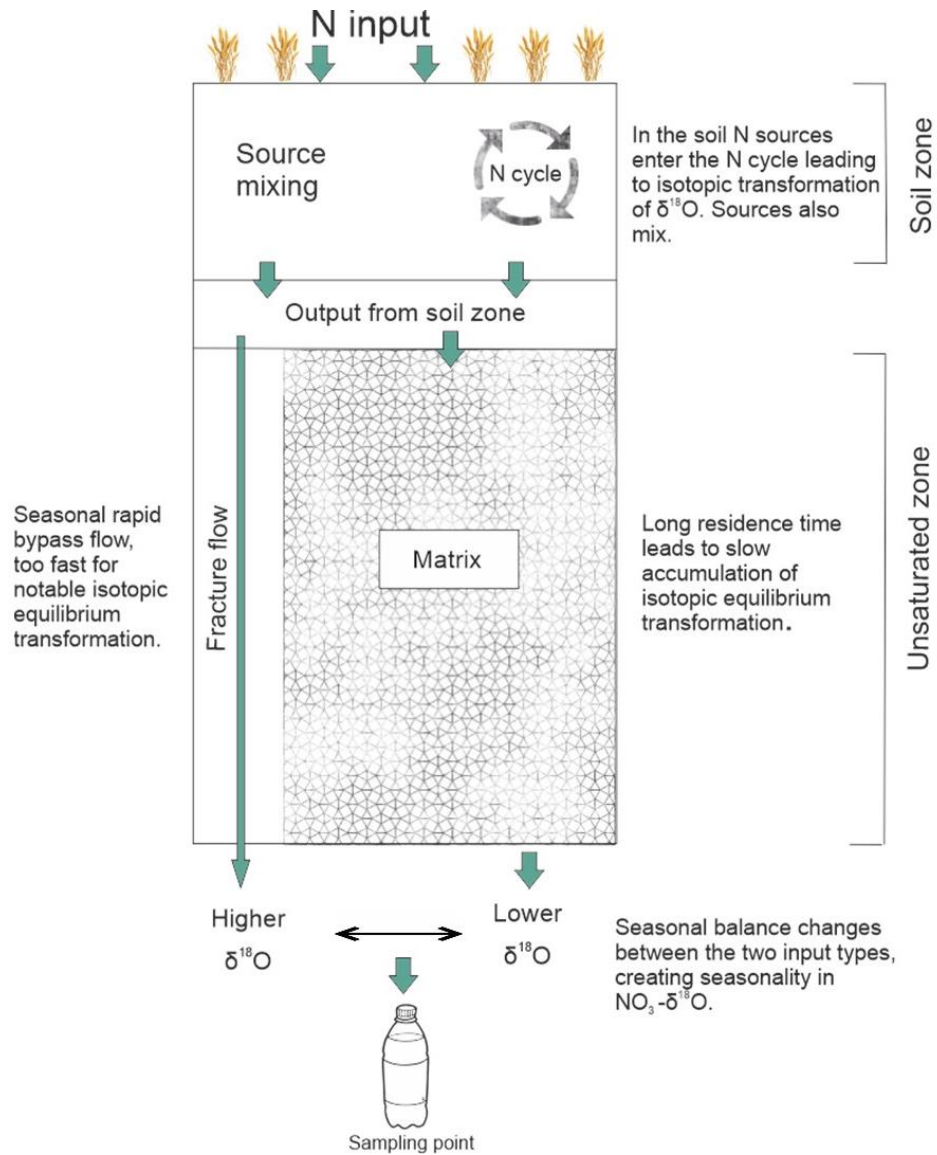 N input
Source
mixing
N cycle
In the soil N sources
enter the N cycle leading
to isotopic transformation
of δ¹⁸O. Sources also
mix.
Soil zone
Output from soil zone
Seasonal rapid
bypass flow,
too fast for
notable isotopic
equilibrium
transformation.
Fracture flow
Matrix
Long residence time
leads to slow
accumulation of
isotopic equilibrium
transformation.
Unsaturated zone
Higher
δ¹⁸O
Lower
δ¹⁸O
Seasonal balance changes
between the two input types,
creating seasonality in
NO₃-δ¹⁸O.
Sampling point